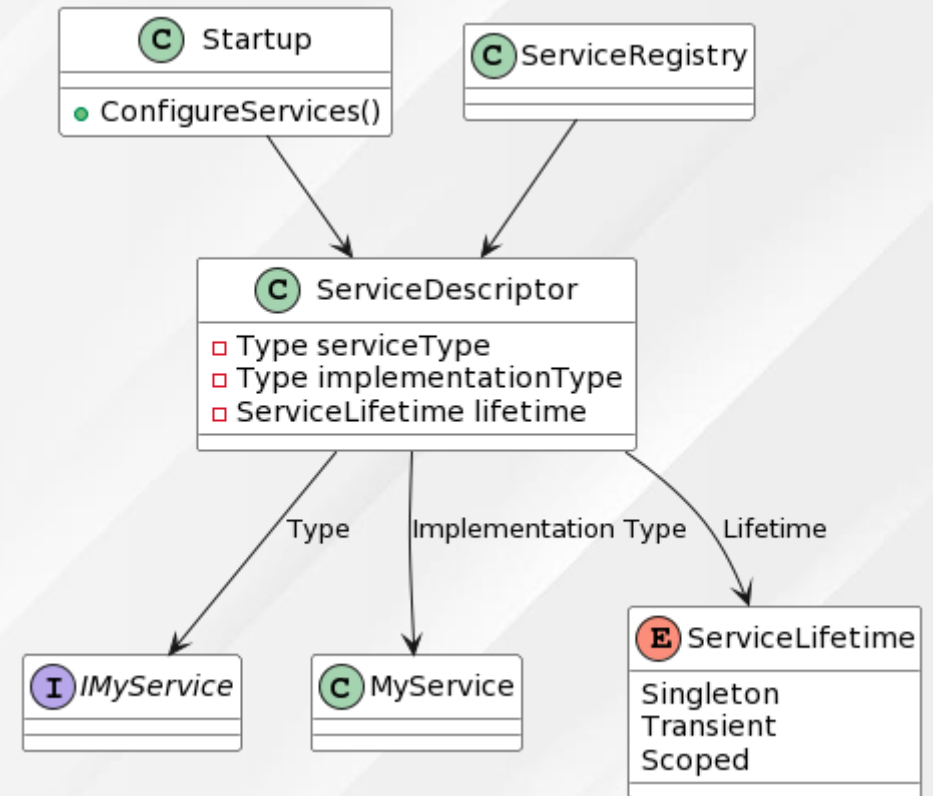 C Startup
ConfigureServices()
C ServiceRegistry
C ServiceDescriptor
Type serviceType
Type implementationType
ServiceLifetime lifetime
Type
Implementation Type
Lifetime
I IMyService
C MyService
E ServiceLifetime
Singleton
Transient
Scoped